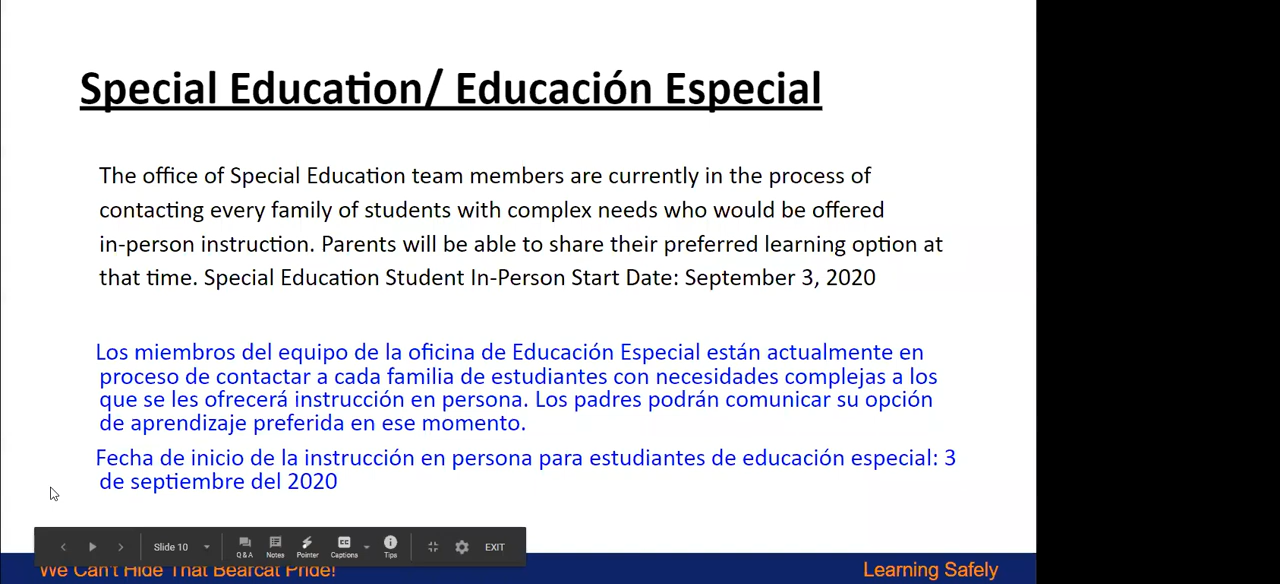 Special Education/ Educación Especial
The office of Special Education team members are currently in the process of
contacting every family of students with complex needs who would be offered
in-person instruction. Parents will be able to share their preferred learning option at
that time. Special Education Student In-Person Start Date: September 3, 2020
Los miembros del equipo de la oficina de Educación Especial están actualmente en
proceso de contactar a cada familia de estudiantes con necesidades complejas a los
que se les ofrecerá instrucción en persona. Los padres podrán comunicar su opción
de aprendizaje preferida en ese momento.
Fecha de inicio de la instrucción en persona para estudiantes de educación especial: 3
de septiembre del 2020
Slide 10
Q&A
Notes
Pointer
CC
Captions
Tips
EXIT
We Can't Hide That Bearcat Pride!
Learning Safely